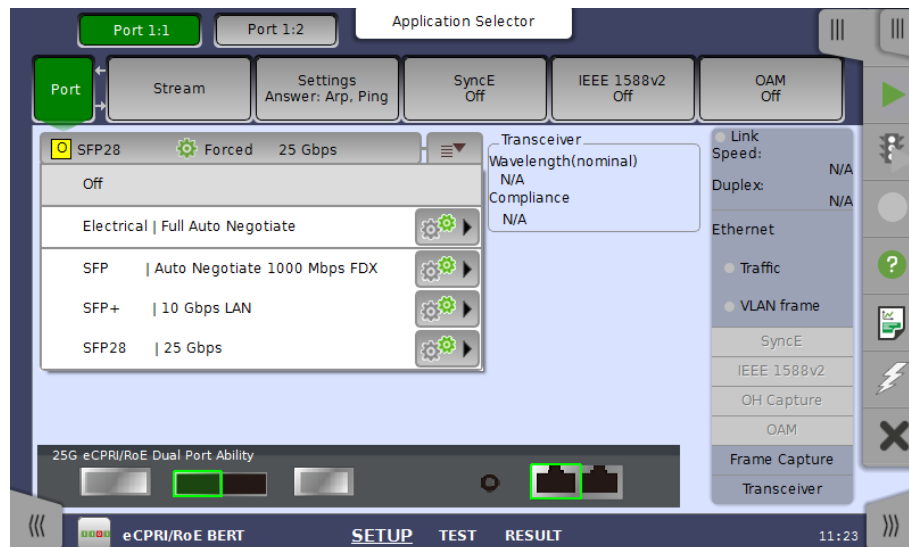 Port 1:1
Port 1:2
Application Selector
Port
Stream
Settings
Answer: Arp, Ping
SyncE
Off
IEEE 1588v2
Off
OAM
Off
O SFP28 Forced 25 Gbps
Off
Electrical | Full Auto Negotiate
SFP | Auto Negotiate 1000 Mbps FDX
SFP+ | 10 Gbps LAN
SFP28 | 25 Gbps
Transceiver
Wavelength(nominal)
N/A
Compliance
N/A
Link
Speed:
N/A
Duplex:
N/A
Ethernet
Traffic
VLAN frame
SyncE
IEEE 1588v2
OH Capture
OAM
Frame Capture
Transceiver
?
25G eCPRI/RoE Dual Port Ability
eCPRI/RoE BERT
SETUP TEST RESULT
11:23